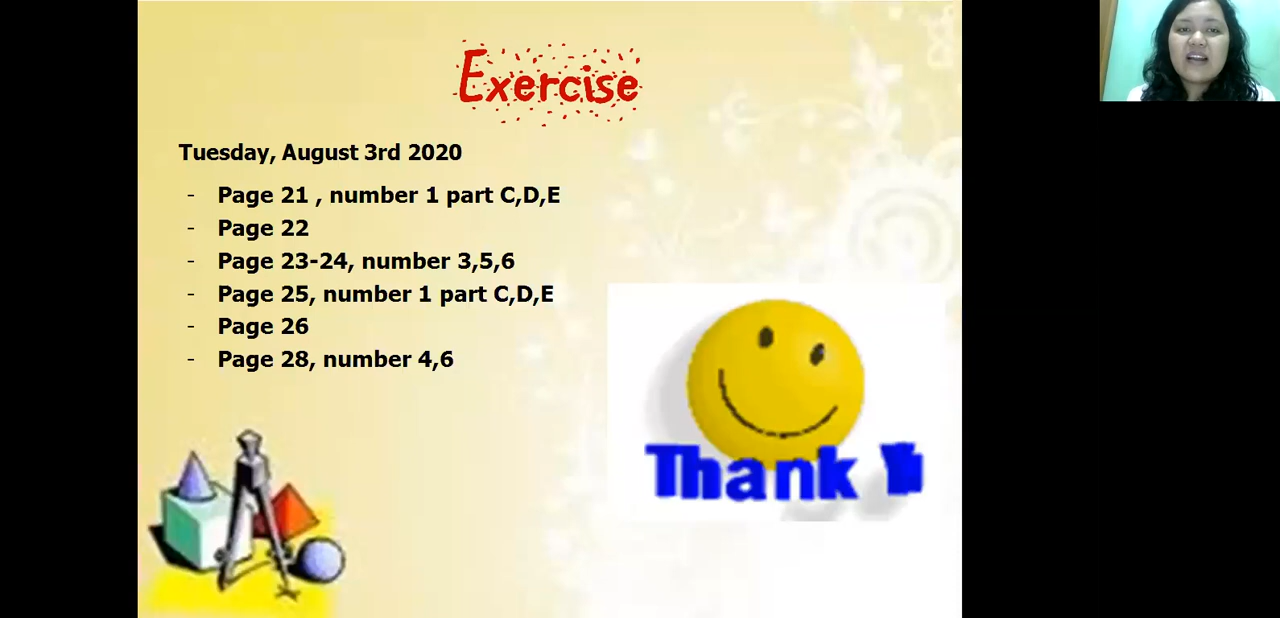 Exercise
Tuesday, August 3rd 2020
- Page 21 , number 1 part C,D,E
- Page 22
- Page 23-24, number 3,5,6
- Page 25, number 1 part C,D,E
- Page 26
- Page 28, number 4,6
Thank